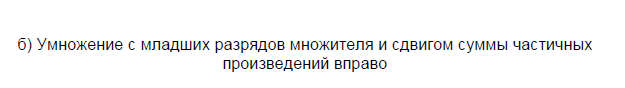 б) Умножение с младших разрядов множителя и сдвигом суммы частичных
произведений вправо